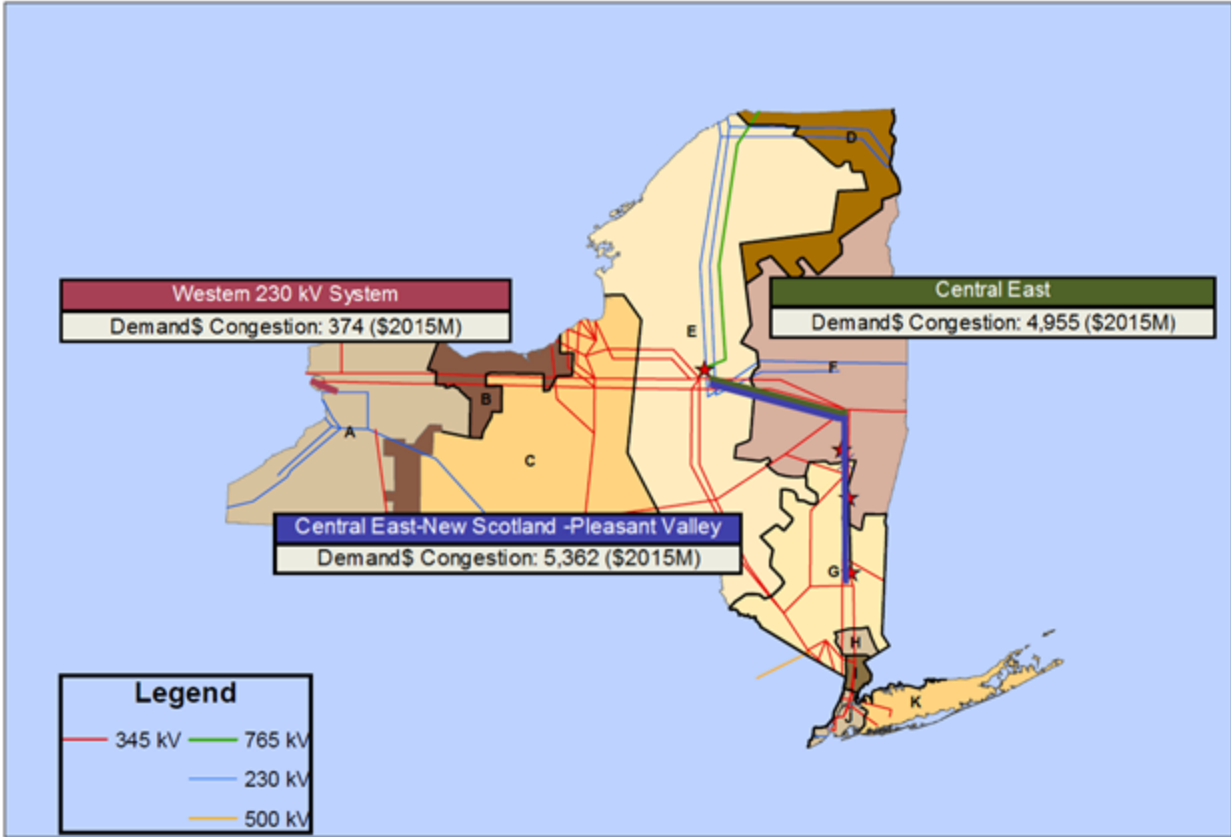 D
Western 230 kV System
Demand$ Congestion: 374 ($2015M)
Central East
Demand$ Congestion: 4,955 ($2015M)
E
F
B
A
C
Central East-New Scotland -Pleasant Valley
Demand$ Congestion: 5,362 ($2015M)
G
H
I
K
J
Legend
345 kV
765 kV
230 kV
500 kV